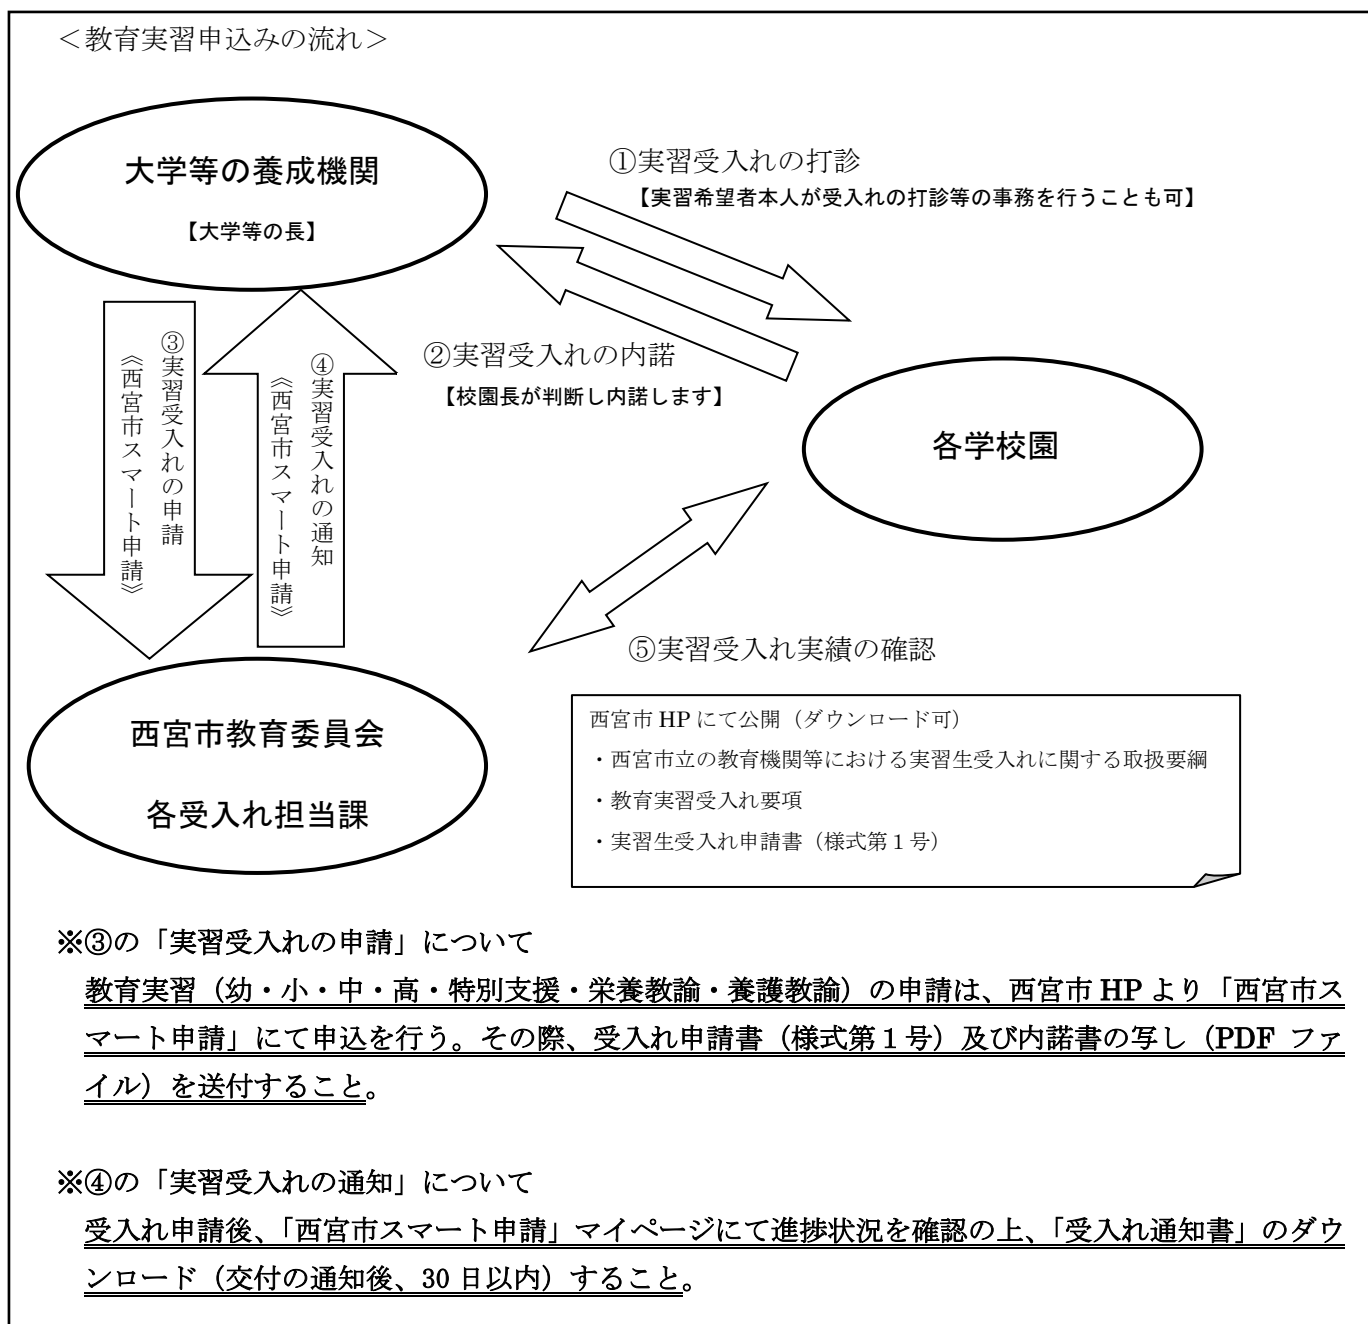 ＜教育実習申込みの流れ＞
大学等の養成機関
【大学等の長】
①実習受入れの打診
【実習希望者本人が受入れの打診等の事務を行うことも可】
②実習受入れの内諾
【校園長が判断し内諾します】
③実習受入れの申請
《西宮市スマート申請》
④実習受入れの通知
《西宮市スマート申請》
各学校園
⑤実習受入れ実績の確認
西宮市教育委員会
各受入れ担当課
西宮市 HP にて公開（ダウンロード可）
・西宮市立の教育機関等における実習生受入れに関する取扱要綱
・教育実習受入れ要項
・実習生受入れ申請書（様式第１号）
※③の「実習受入れの申請」について
教育実習（幼・小・中・高・特別支援・栄養教諭・養護教諭）の申請は、西宮市 HP より「西宮市ス
マート申請」にて申込を行う。その際、受入れ申請書（様式第１号）及び内諾書の写し（PDF ファ
イル）を送付すること。
※④の「実習受入れの通知」について
受入れ申請後、「西宮市スマート申請」マイページにて進捗状況を確認の上、「受入れ通知書」のダウ
ンロード（交付の通知後、30 日以内）すること。